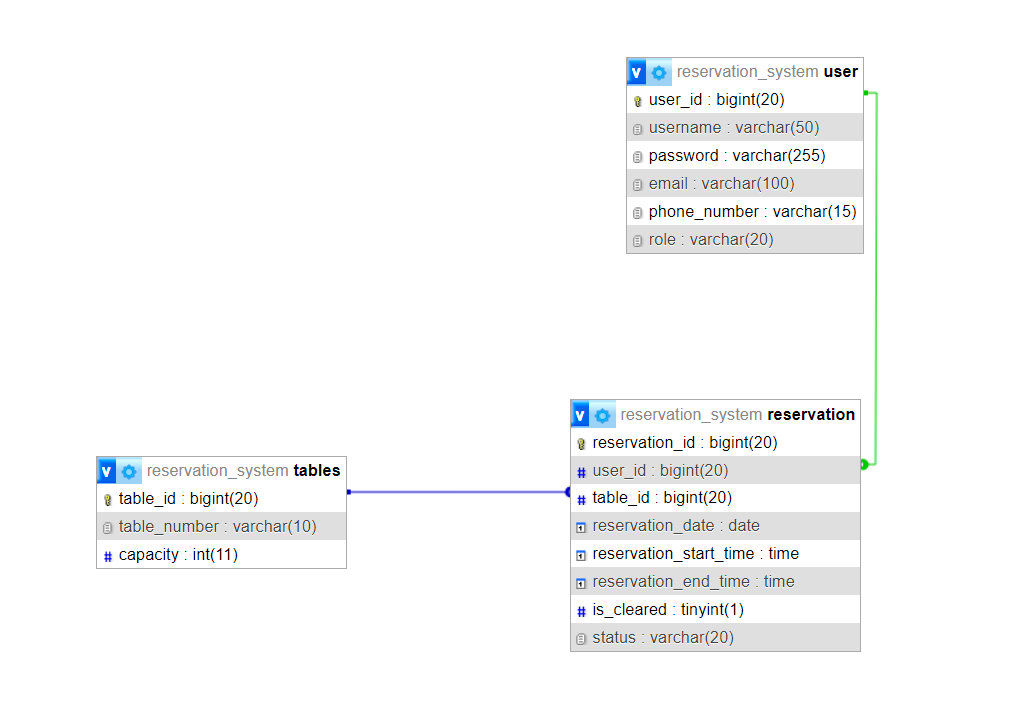 v reservation_system user
user_id : bigint(20)
username : varchar(50)
password : varchar(255)
email : varchar(100)
phone_number : varchar(15)
role : varchar(20)
v reservation_system reservation
reservation_id : bigint(20)
# user_id : bigint(20)
# table_id : bigint(20)
reservation_date : date
reservation_start_time : time
reservation_end_time : time
# is_cleared : tinyint(1)
status : varchar(20)
v reservation_system tables
table_id : bigint(20)
table_number : varchar(10)
# capacity : int(11)